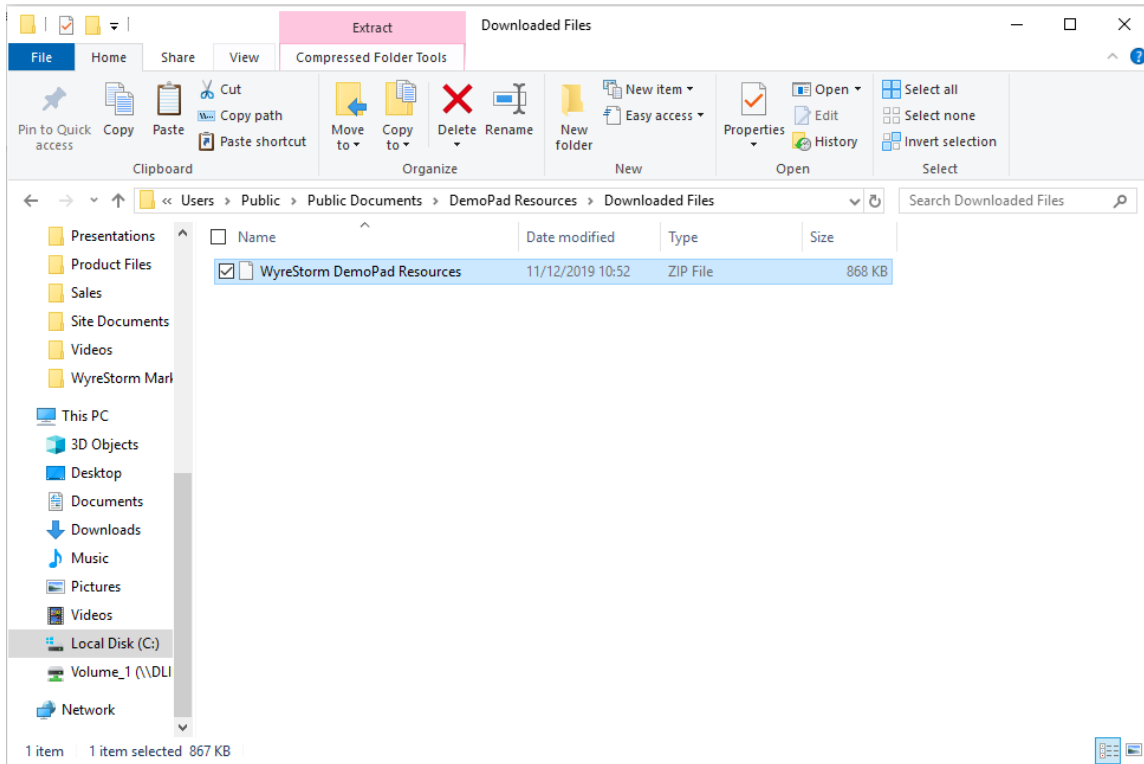 Extract
Downloaded Files
File
Home
Share
View
Compressed Folder Tools
Pin to Quick access
Copy
Paste
Cut
Copy path
Paste shortcut
Clipboard
Move to
Copy to
Delete
Rename
Organize
New folder
New item
Easy access
New
Properties
Open
Edit
History
Open
Select all
Select none
Invert selection
Select
« Users > Public > Public Documents > DemoPad Resources > Downloaded Files
Search Downloaded Files
Name
Date modified
Type
Size
WyreStorm DemoPad Resources
11/12/2019 10:52
ZIP File
868 KB
Presentations
Product Files
Sales
Site Documents
Videos
WyreStorm Mark
This PC
3D Objects
Desktop
Documents
Downloads
Music
Pictures
Videos
Local Disk (C:)
Volume_1 (\\DLI
Network
1 item
1 item selected 867 KB